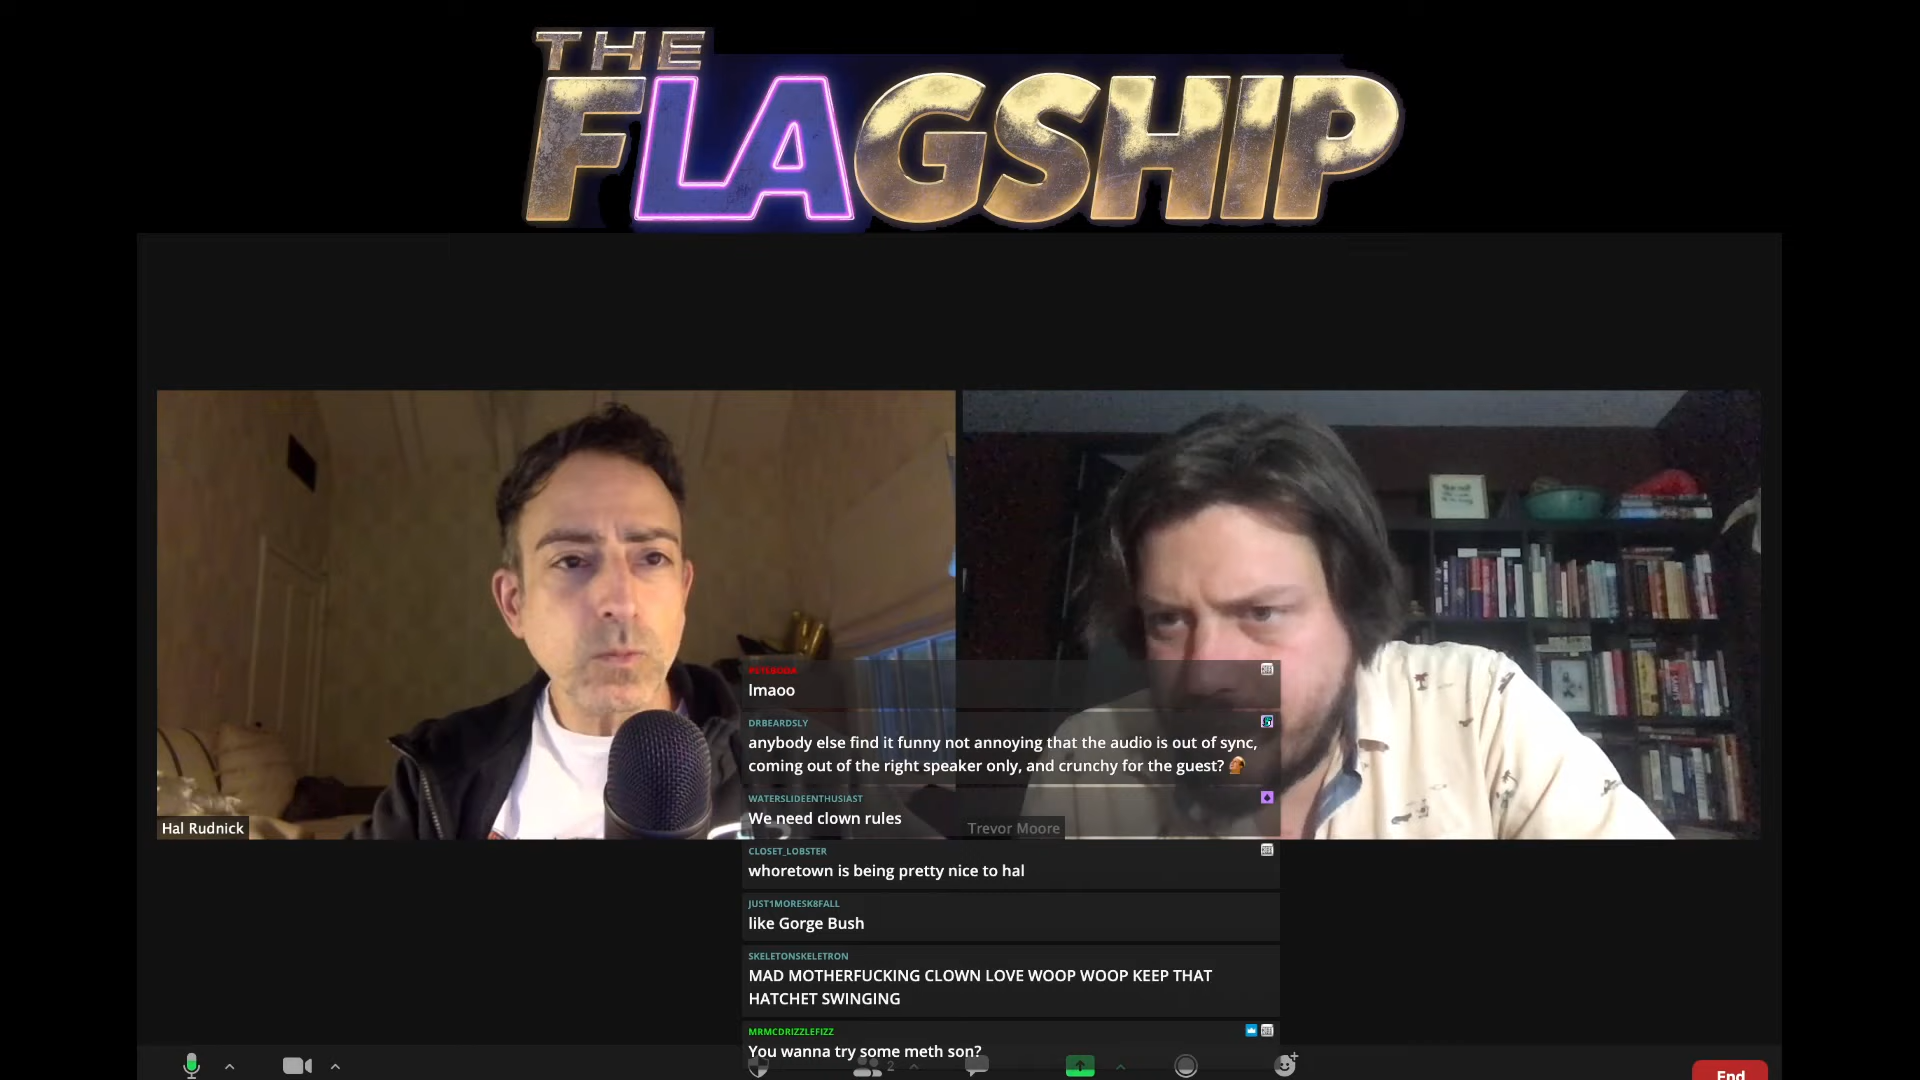 THE
FLAGSHIP
lmaoo
DRBEARDSLY
anybody else find it funny not annoying that the audio is out of sync,
coming out of the right speaker only, and crunchy for the guest?
WATERSLIDEENTHUSIAST
We need clown rules
Hal Rudnick
Trevor Moore
CLOSET_LOBSTER
whoretown is being pretty nice to hal
JUST1MORESK8FALL
like Gorge Bush
SKELETONSKELETRON
MAD MOTHERFUCKING CLOWN LOVE WOOP WOOP KEEP THAT
HATCHET SWINGING
MRMCDRIZZLEFIZZ
You wanna try some meth son?
2
End